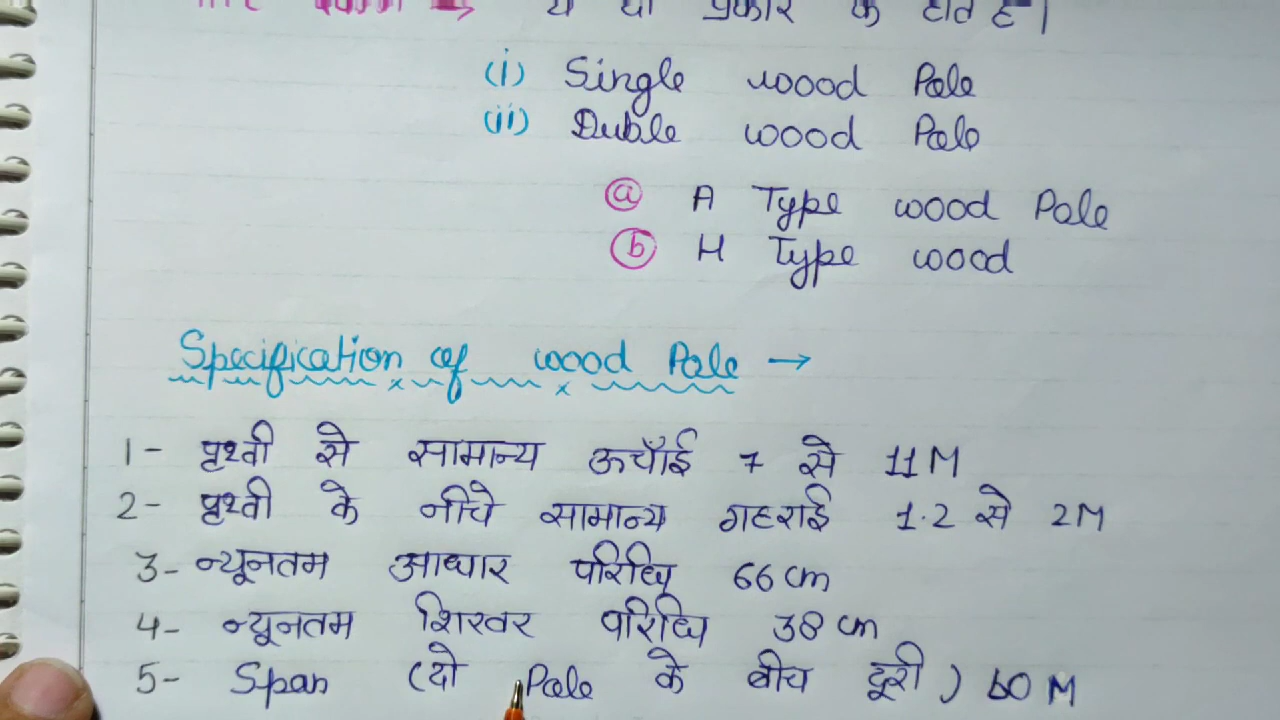 ये दो प्रकार के होते है।
(i) Single wood Pole
(ii) Duble wood Pole
(a) A Type wood Pole
(b) H Type wood
Specification of wood Pole →
1- पृथ्वी से सामान्य ऊचाँई 7 से 11 M
2- पृथ्वी के नीचे सामान्य गहराई 1.2 से 2M
3- न्यूनतम आधार परिधि 66 cm
4- न्यूनतम शिखर परिधि 38 cm
5- Span (दो Pole के बीच दूरी) 60 M